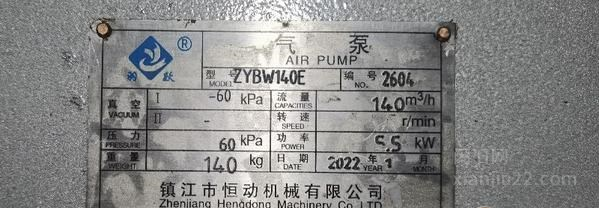 气泵
®
AIR PUMP
羽跃
型号 MODEL ZYBW140E 编号 NO. 2604
真空 VACUUM I -60 kPa 流量 CAPACITIES 140 m³/h
II - 转速 SPEED r/min
压力 PRESSURE 60 kPa 功率 POWER 5.5 kW
重量 WEIGHT 140 kg 日期 DATE 2022 年 YEAR 1 月 MONTH
镇江市恒动机械有限公司
Zhenjiang Hengdong Machinery Co.,LTD